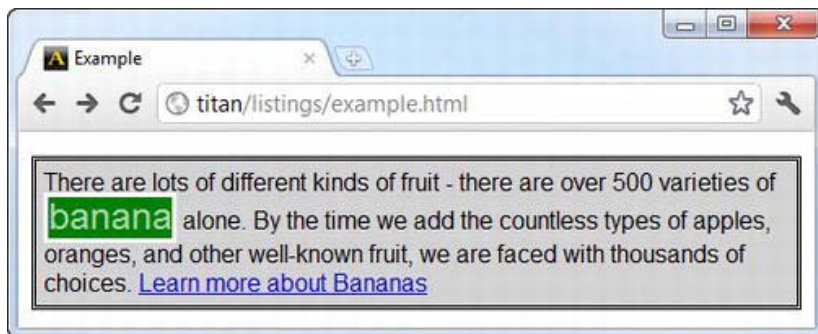 Example
titan/listings/example.html
There are lots of different kinds of fruit - there are over 500 varieties of
banana alone. By the time we add the countless types of apples,
oranges, and other well-known fruit, we are faced with thousands of
choices. Learn more about Bananas